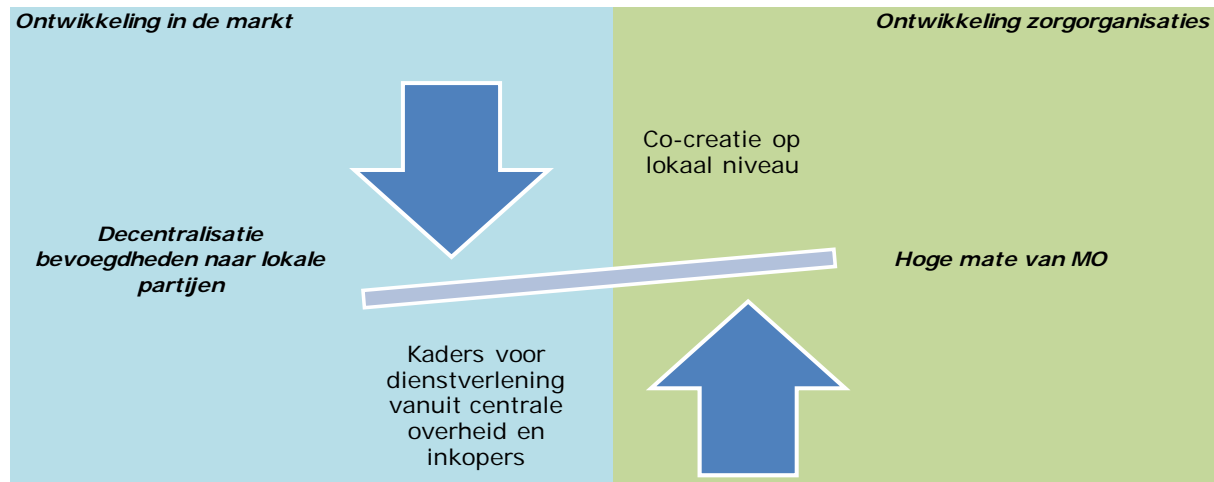 Ontwikkeling in de markt
Ontwikkeling zorgorganisaties
Co-creatie op
lokaal niveau
Decentralisatie
bevoegdheden naar lokale
partijen
Hoge mate van MO
Kaders voor
dienstverlening
vanuit centrale
overheid en
inkopers